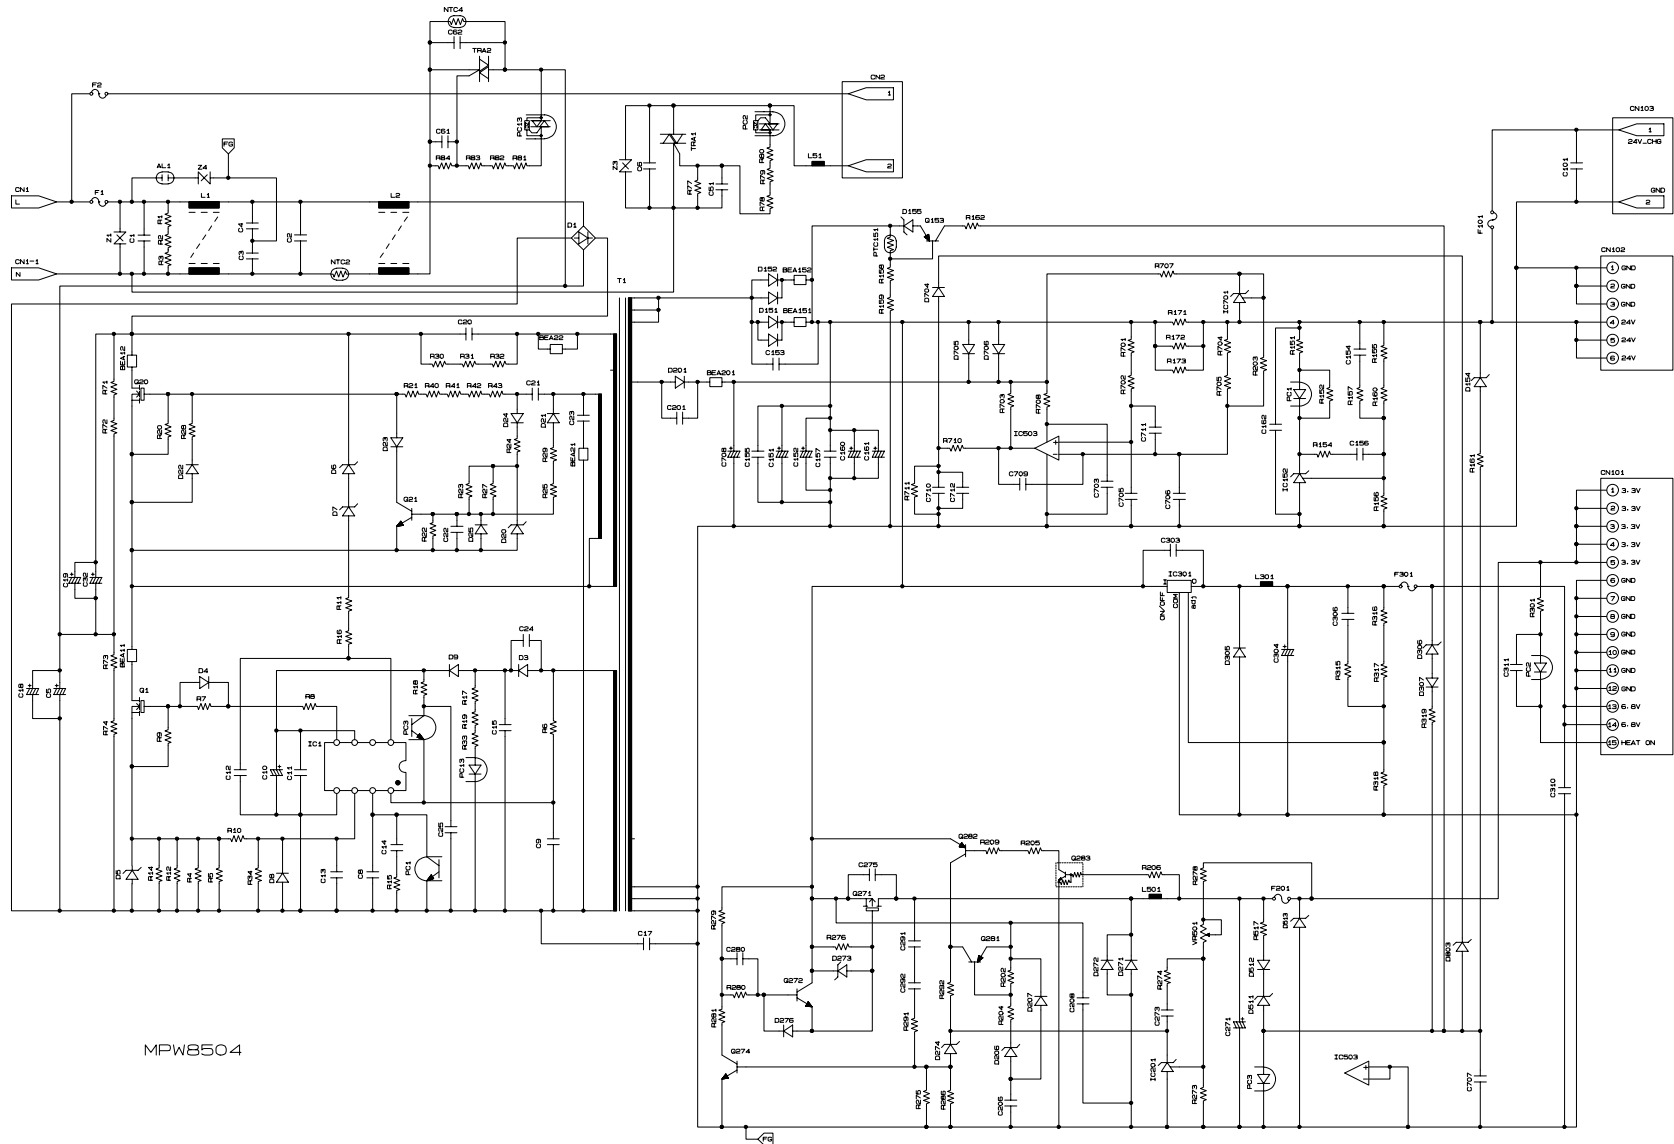 NTC4
C62
TRA2
F2
CN2
1
CN103
1
24V_CHG
GND
2
C61
PC13
R84 R83 R82 R81
Z3
C6
TRA1
PC2
R80
R79
R78
R77
C51
L51
2
C101
F101
FG
AL1
Z4
CN1
L
F1
L1
L2
Z1
C1
R1
R2
R3
C4
C3
C2
D1
CN1-1
N
NTC2
T1
D155
Q153
R162
PTC151
R158
R159
D152 BEA152
D151 BEA151
C153
D704
R707
IC701
CN102
1 GND
2 GND
3 GND
4 24V
5 24V
6 24V
C20
BEA22
R30 R31 R32
BEA12
R71
Q20
R21 R40 R41 R42 R43
C21
R72
R20
R28
D22
D23
D24
R24
D21
R29
R25
C23
BEA21
D6
D7
Q21
R23
R27
R22
C22
D25
D20
D201
BEA201
C201
D705
D706
R701
R702
R171
R172
R173
R704
R705
R203
R703
R708
C711
C162
R151
PC1
R152
C154
R157
R155
R160
D154
C708
C155
C151
C152
C157
C160
C161
R710
IC503
C709
R711
C710
C712
C703
C705
C706
R154
C156
IC152
R156
R161
CN101
1 3.3V
2 3.3V
3 3.3V
4 3.3V
5 3.3V
6 GND
7 GND
8 GND
9 GND
10 GND
11 GND
12 GND
13 6.8V
14 6.8V
15 HEAT ON
C19
C32
R11
R16
R73
BEA11
C18
C5
R74
Q1
D4
R7
R8
R9
C24
D9
D3
R18
PC3
R17
R19
R33
PC13
C15
R6
IC1
C12
C10
C11
C303
IC301
I
O
ON/OFF
COM
adj
L301
F301
D305
C304
C306
R315
R316
R317
R318
D306
D307
R319
R301
C311
PC2
C310
R10
D5
R14
R12
R4
R5
R34
D8
C13
C8
C14
R15
PC1
C25
C9
C17
Q282
R209
R205
Q283
R206
R278
C275
Q271
L501
F201
R279
R276
D273
C280
Q272
R280
D276
R281
Q274
C291
C292
R291
Q281
R292
R202
R204
D207
C208
D272
D271
VR501
R274
C273
R517
D512
D511
D513
D803
C271
D274
D206
IC201
PC3
IC503
C707
R275
R286
C206
R273
FG
MPW8504